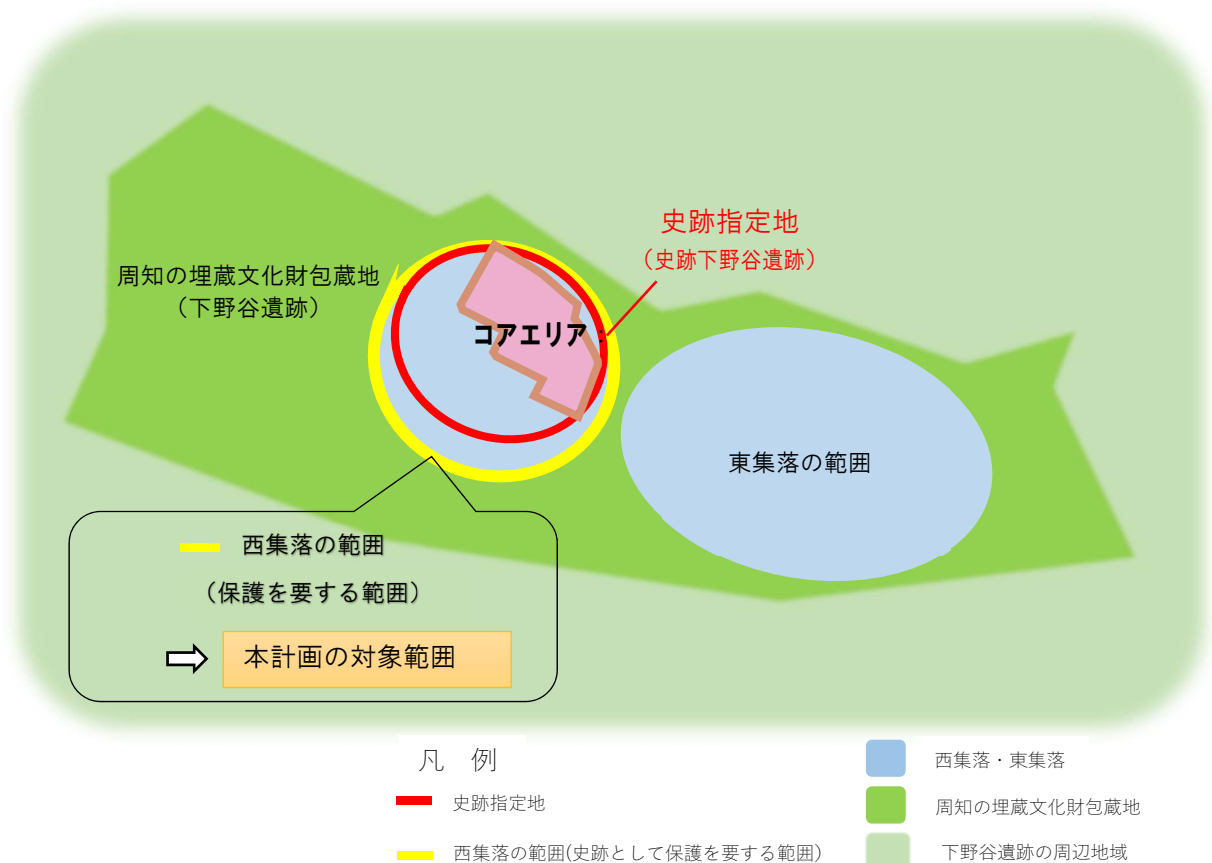 史跡指定地
（史跡下野谷遺跡）
周知の埋蔵文化財包蔵地
（下野谷遺跡）
コアエリア
東集落の範囲
西集落の範囲
（保護を要する範囲）
本計画の対象範囲
凡 例
史跡指定地
西集落の範囲(史跡として保護を要する範囲)
西集落・東集落
周知の埋蔵文化財包蔵地
下野谷遺跡の周辺地域